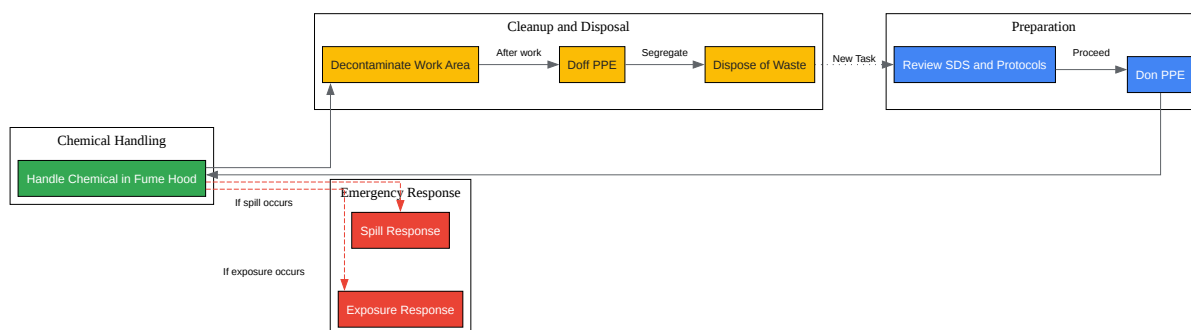 Cleanup and Disposal
Decontaminate Work Area
After work
Doff PPE
Segregate
Dispose of Waste
New Task
Preparation
Review SDS and Protocols
Proceed
Don PPE
Chemical Handling
Handle Chemical in Fume Hood
If spill occurs
If exposure occurs
Emergency Response
Spill Response
Exposure Response